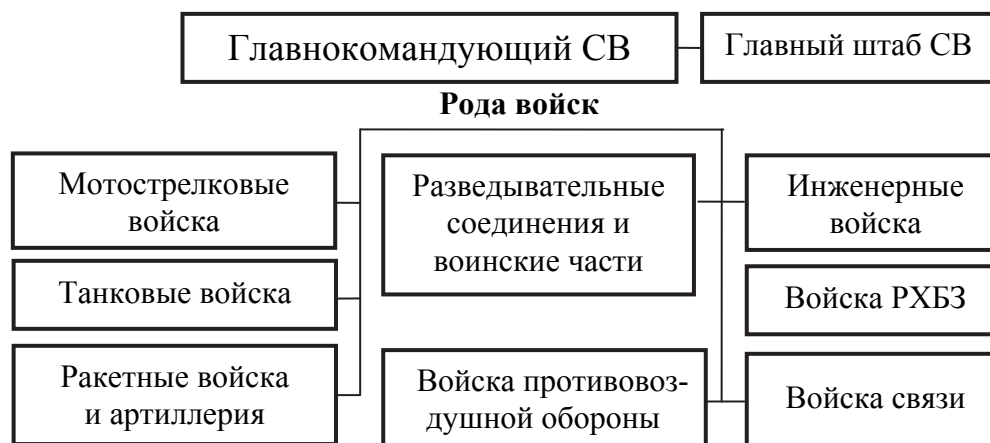 Главнокомандующий СВ
Главный штаб СВ
Рода войск
Мотострелковые
войска
Разведывательные
соединения и
воинские части
Инженерные
войска
Танковые войска
Войска РХБЗ
Ракетные войска
и артиллерия
Войска противовоз-
душной обороны
Войска связи